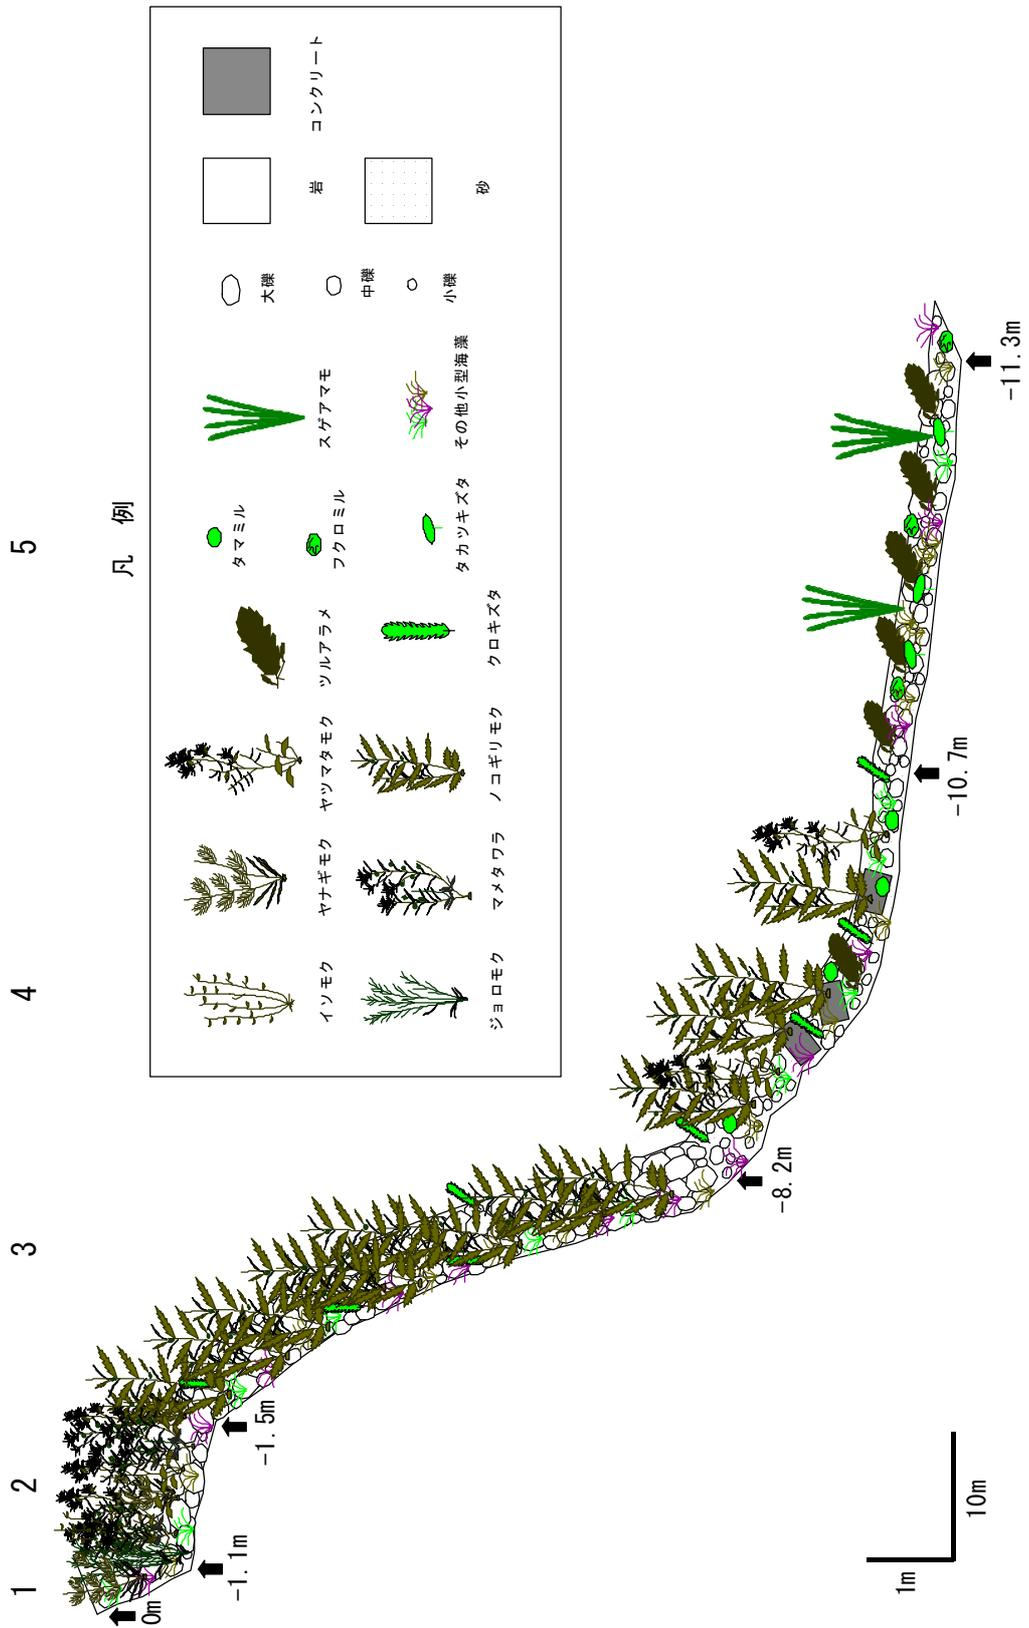 1
2
3
4
5
凡 例
イソモク
ヤナギモク
ヤツマタモク
ツルアラメ
タマミル
スゲアマモ
大礫
岩
コンクリート
フクロミル
中礫
ジョロモク
マメタワラ
ノコギリモク
クロキズタ
タカツキズタ
その他小型海藻
小礫
砂
0m
-1.1m
-1.5m
-8.2m
-10.7m
-11.3m
1m
10m